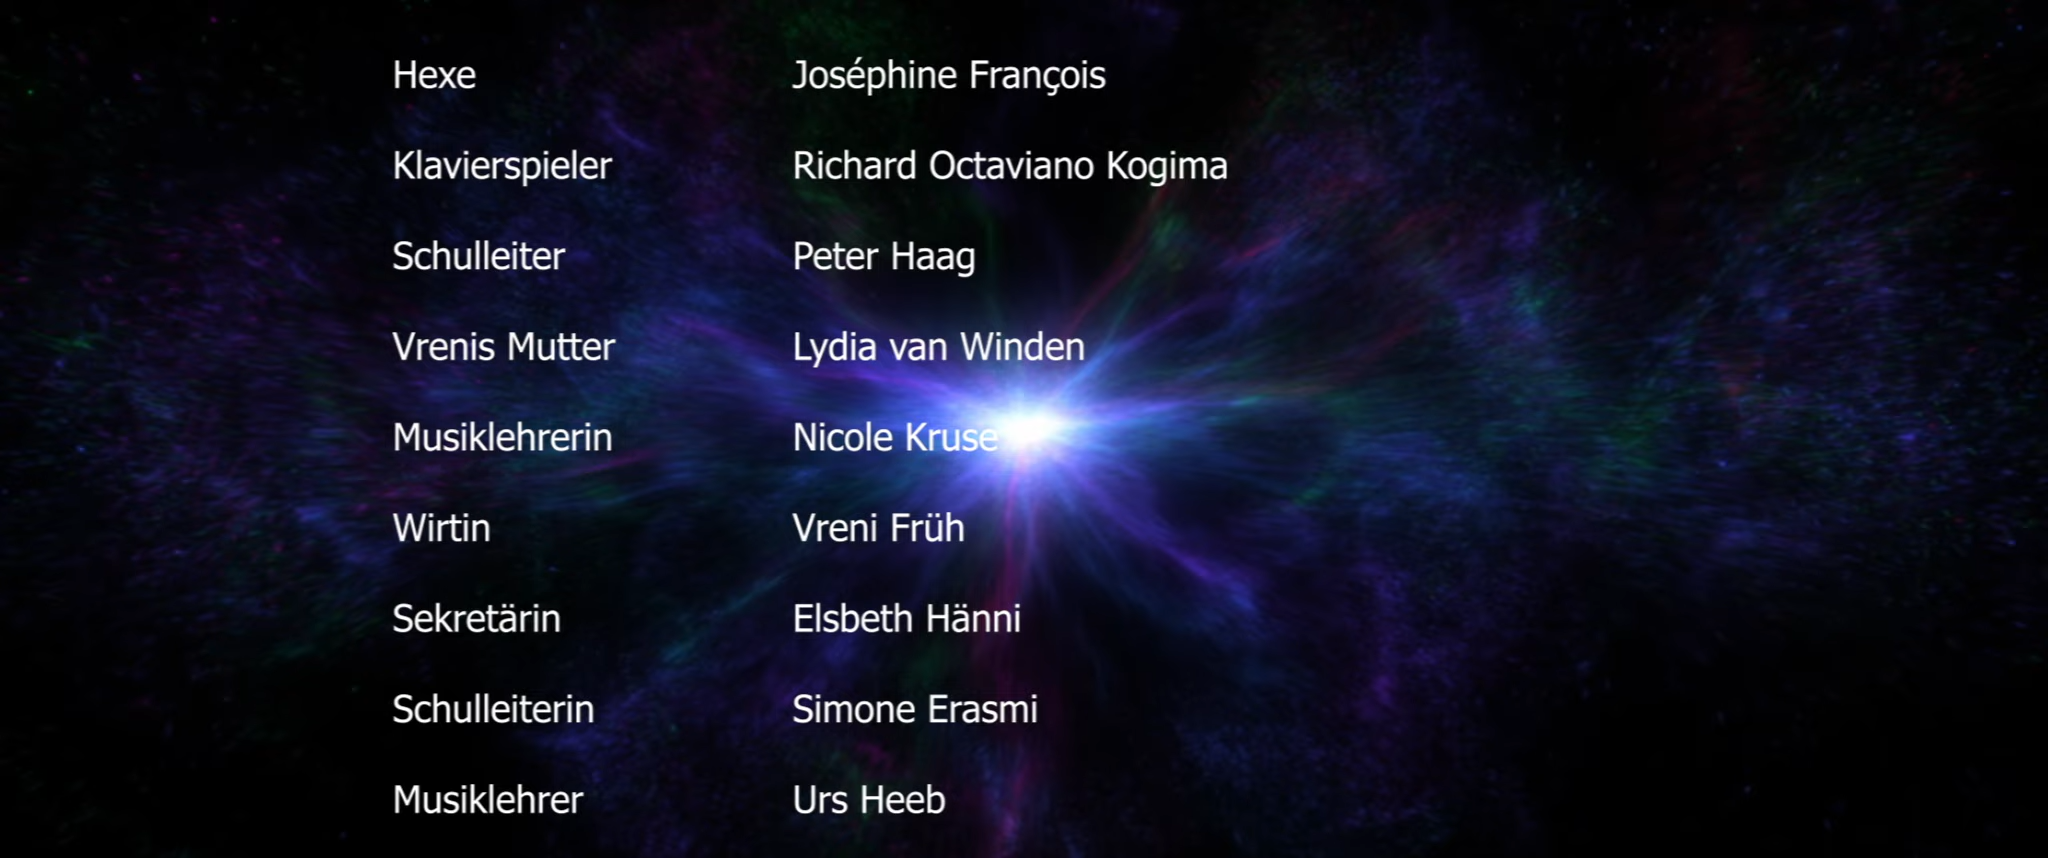 Hexe Joséphine François
Klavierspieler Richard Octaviano Kogima
Schulleiter Peter Haag
Vrenis Mutter Lydia van Winden
Musiklehrerin Nicole Kruse
Wirtin Vreni Früh
Sekretärin Elsbeth Hänni
Schulleiterin Simone Erasmi
Musiklehrer Urs Heeb